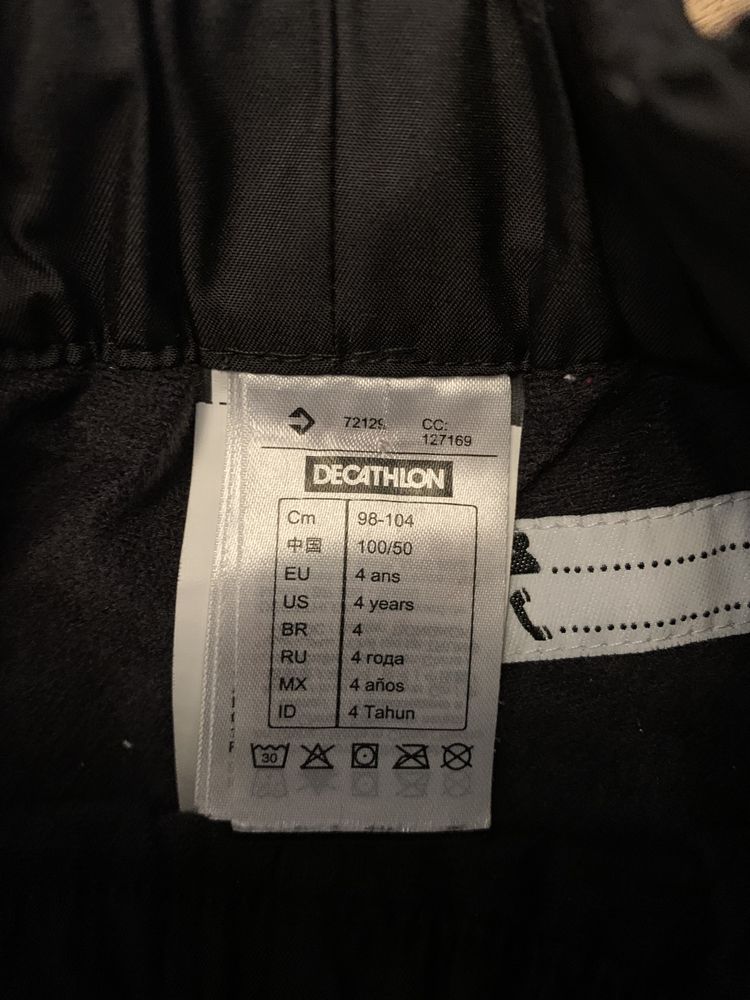 CC:
127169
DECATHLON
Cm 98-104
中国 100/50
EU 4 ans
US 4 years
BR 4
RU 4 года
MX 4 años
ID 4 Tahun
30